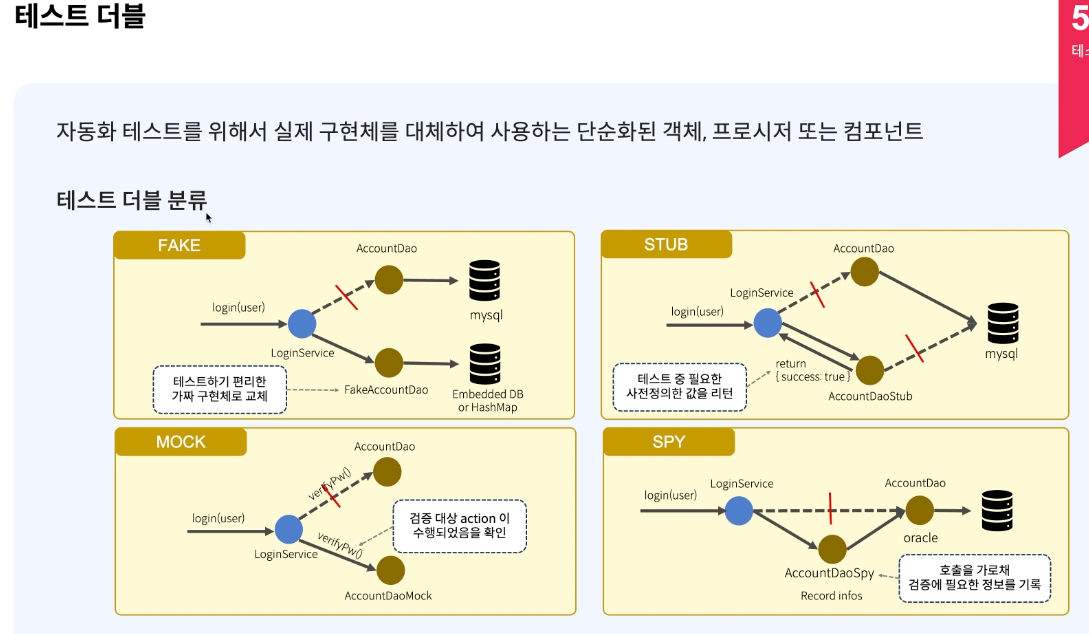 테스트 더블
5
테스
자동화 테스트를 위해서 실제 구현체를 대체하여 사용하는 단순화된 객체, 프로시저 또는 컴포넌트
테스트 더블 분류
FAKE
AccountDao
mysql
login(user)
LoginService
테스트하기 편리한
가짜 구현체로 교체
FakeAccountDao
Embedded DB
or HashMap
STUB
AccountDao
LoginService
login(user)
mysql
return
{ success: true }
테스트 중 필요한
사전정의한 값을 리턴
AccountDaoStub
MOCK
AccountDao
verifyPw()
login(user)
LoginService
verifyPw()
검증 대상 action 이
수행되었음을 확인
AccountDaoMock
SPY
LoginService
AccountDao
login(user)
oracle
AccountDaoSpy
Record infos
호출을 가로채
검증에 필요한 정보를 기록